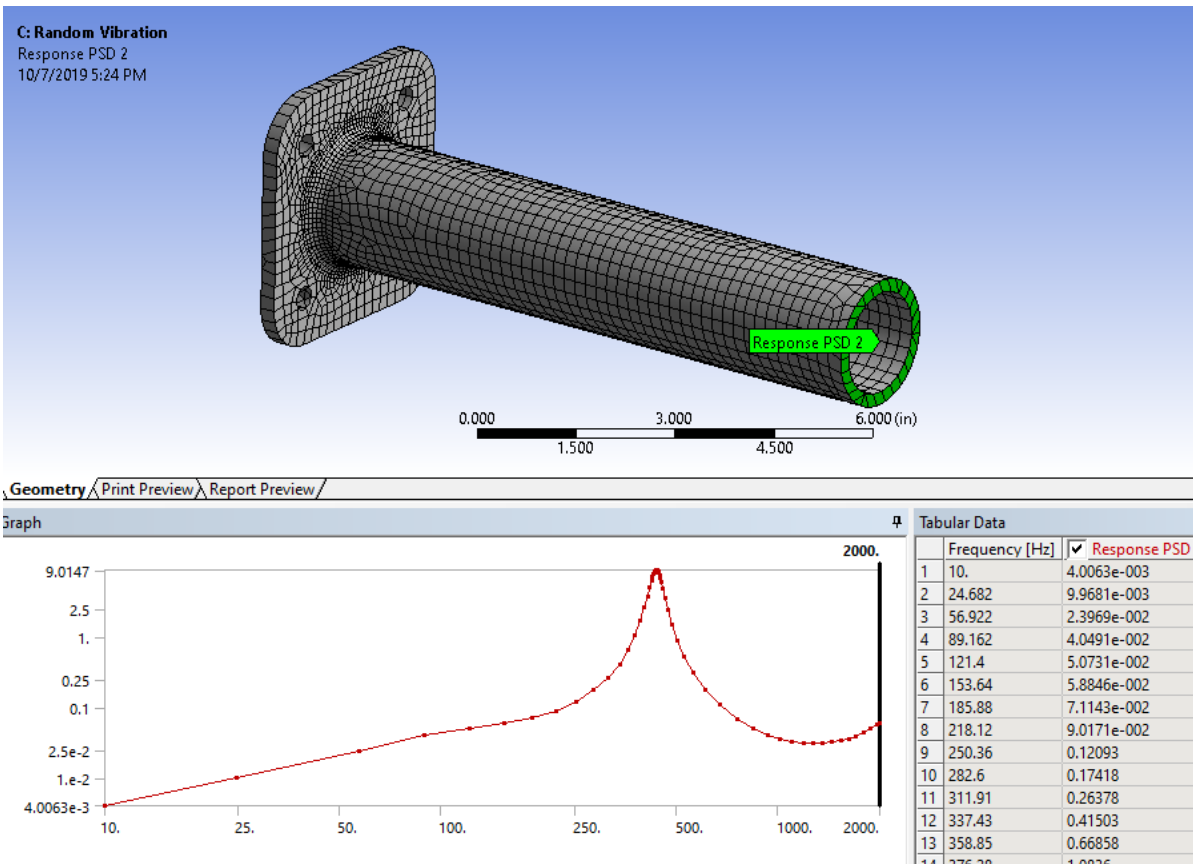 C: Random Vibration
Response PSD 2
10/7/2019 5:24 PM
Response PSD 2
0.000 3.000 6.000 (in)
1.500 4.500
Geometry Print Preview Report Preview
Graph
2000.
9.0147
2.5
1.
0.25
0.1
2.5e-2
1.e-2
4.0063e-3
10. 25. 50. 100. 250. 500. 1000. 2000.
Tabular Data
Frequency [Hz] Response PSD
1 10. 4.0063e-003
2 24.682 9.9681e-003
3 56.922 2.3969e-002
4 89.162 4.0491e-002
5 121.4 5.0731e-002
6 153.64 5.8846e-002
7 185.88 7.1143e-002
8 218.12 9.0171e-002
9 250.36 0.12093
10 282.6 0.17418
11 311.91 0.26378
12 337.43 0.41503
13 358.85 0.66858